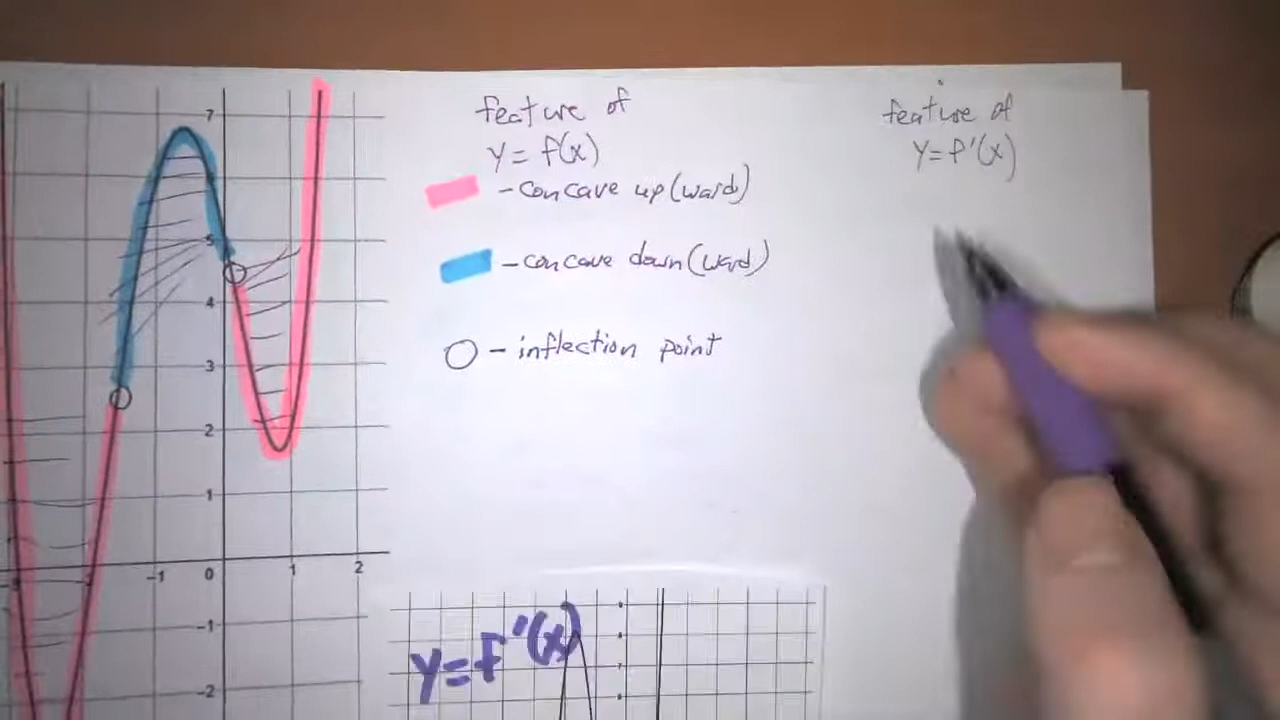 feature of
y = f(x)
- concave up (ward)
- concave down (ward)
- inflection point
feature of
y = f'(x)
7
5
4
3
2
1
-1
0
1
2
-1
-2
y = f'(x)